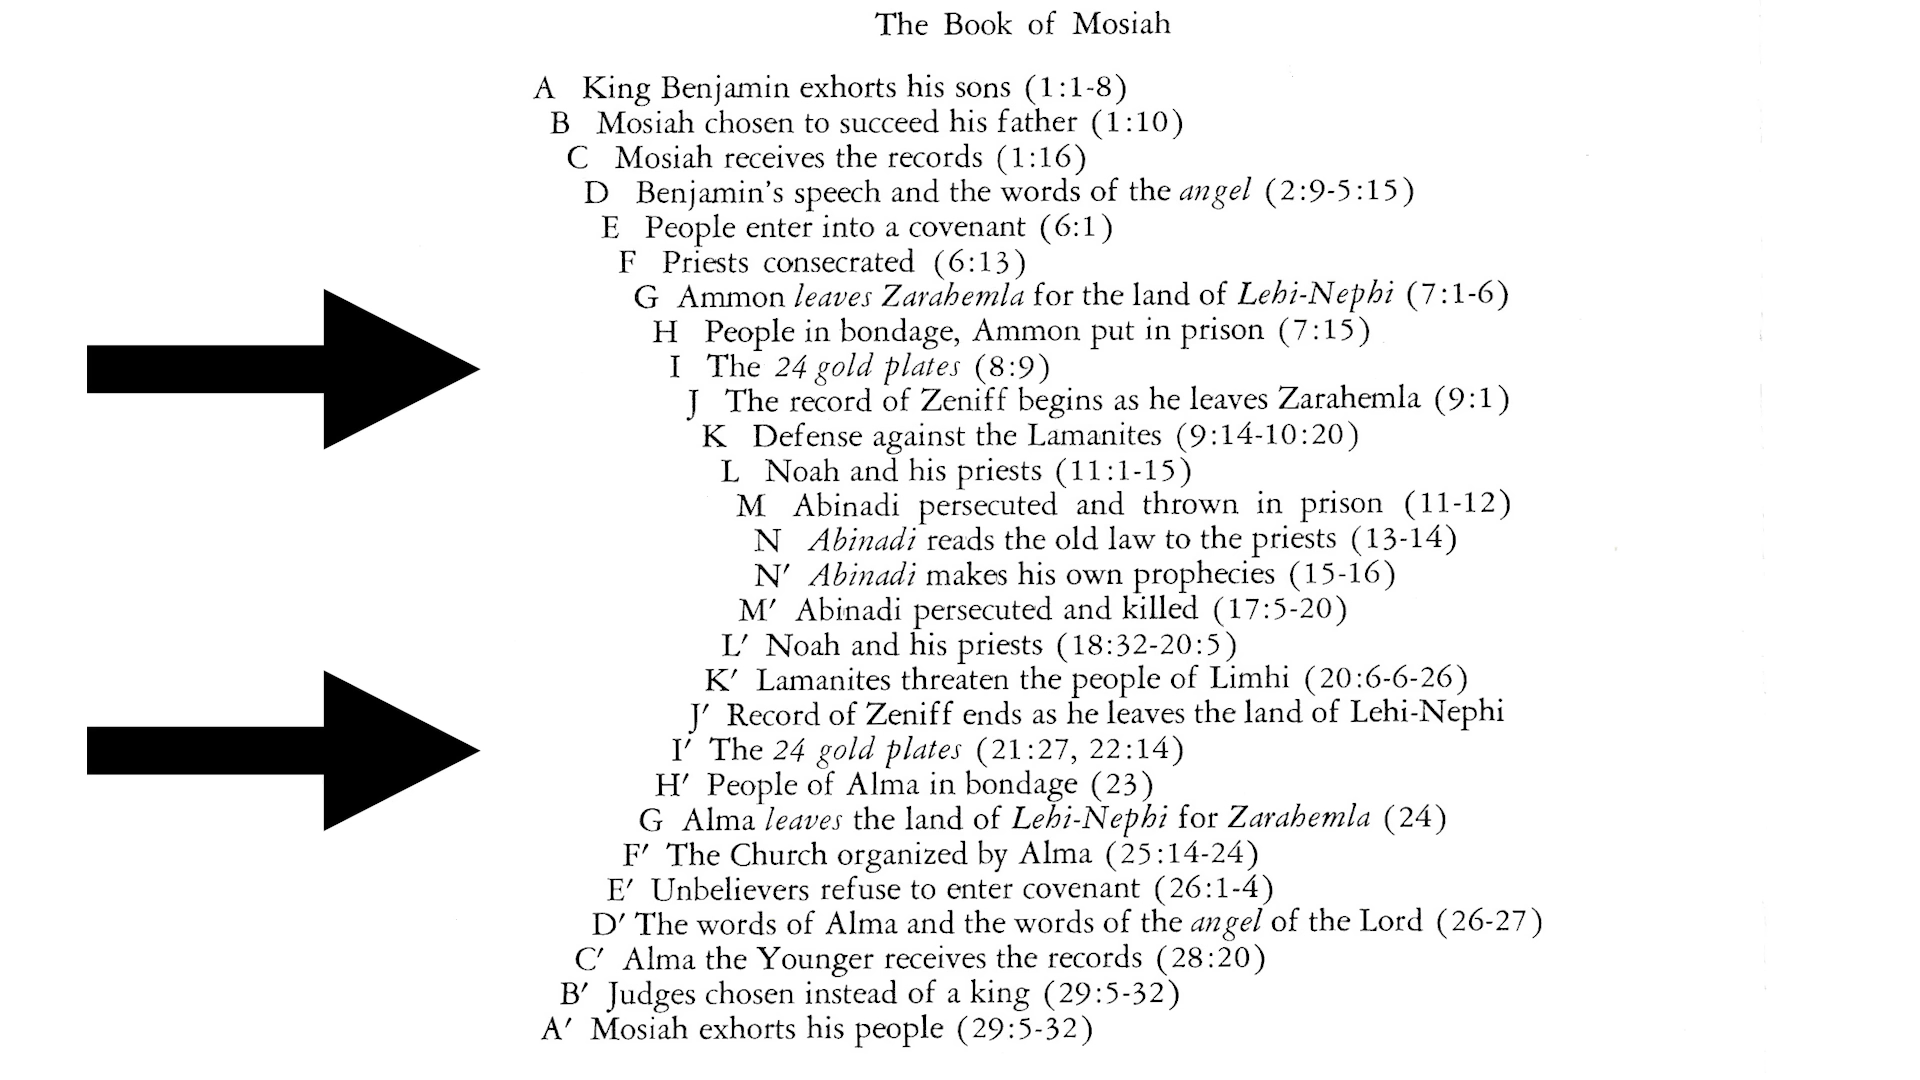 The Book of Mosiah
A King Benjamin exhorts his sons (1:1-8)
B Mosiah chosen to succeed his father (1:10)
C Mosiah receives the records (1:16)
D Benjamin's speech and the words of the angel (2:9-5:15)
E People enter into a covenant (6:1)
F Priests consecrated (6:13)
G Ammon leaves Zarahemla for the land of Lehi-Nephi (7:1-6)
H People in bondage, Ammon put in prison (7:15)
I The 24 gold plates (8:9)
J The record of Zeniff begins as he leaves Zarahemla (9:1)
K Defense against the Lamanites (9:14-10:20)
L Noah and his priests (11:1-15)
M Abinadi persecuted and thrown in prison (11-12)
N Abinadi reads the old law to the priests (13-14)
N′ Abinadi makes his own prophecies (15-16)
M′ Abinadi persecuted and killed (17:5-20)
L′ Noah and his priests (18:32-20:5)
K′ Lamanites threaten the people of Limhi (20:6-6-26)
J′ Record of Zeniff ends as he leaves the land of Lehi-Nephi
I′ The 24 gold plates (21:27, 22:14)
H′ People of Alma in bondage (23)
G Alma leaves the land of Lehi-Nephi for Zarahemla (24)
F′ The Church organized by Alma (25:14-24)
E′ Unbelievers refuse to enter covenant (26:1-4)
D′ The words of Alma and the words of the angel of the Lord (26-27)
C′ Alma the Younger receives the records (28:20)
B′ Judges chosen instead of a king (29:5-32)
A′ Mosiah exhorts his people (29:5-32)